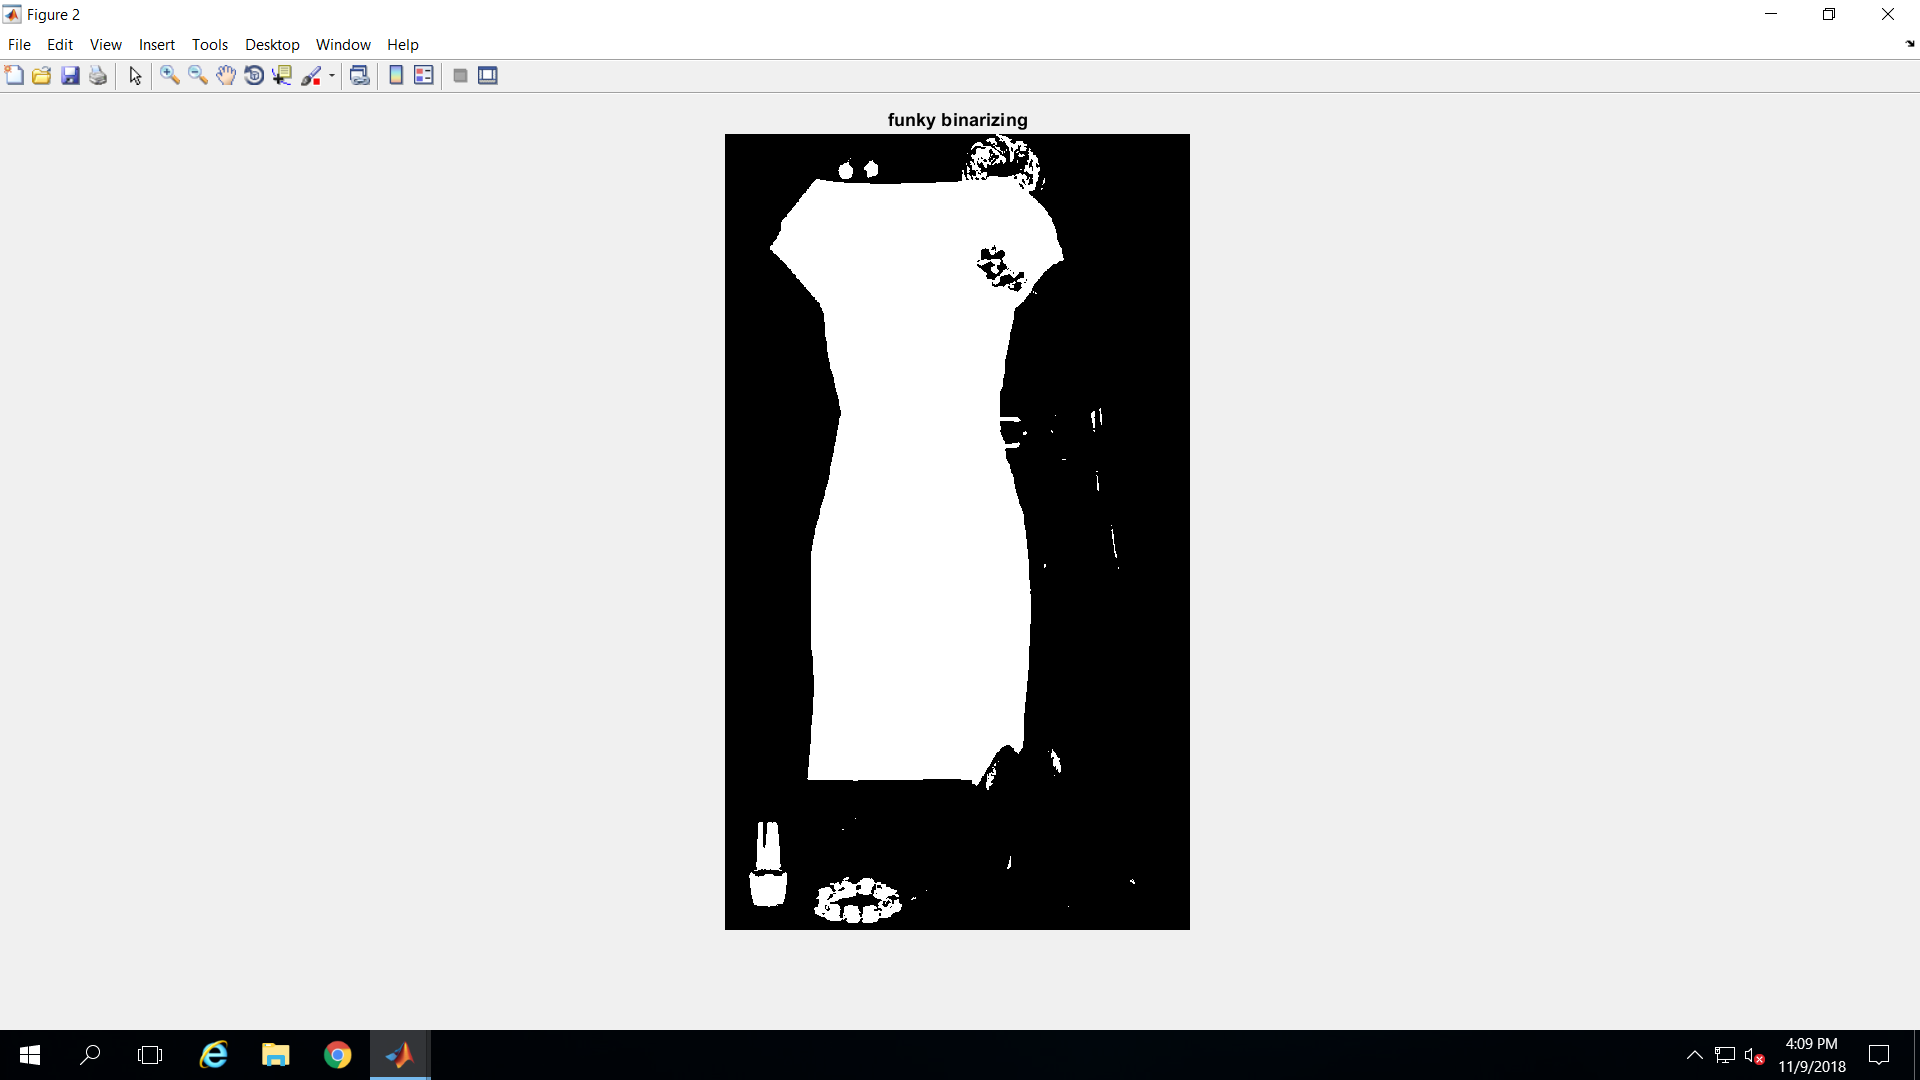 Figure 2
File Edit View Insert Tools Desktop Window Help
funky binarizing
4:09 PM
11/9/2018